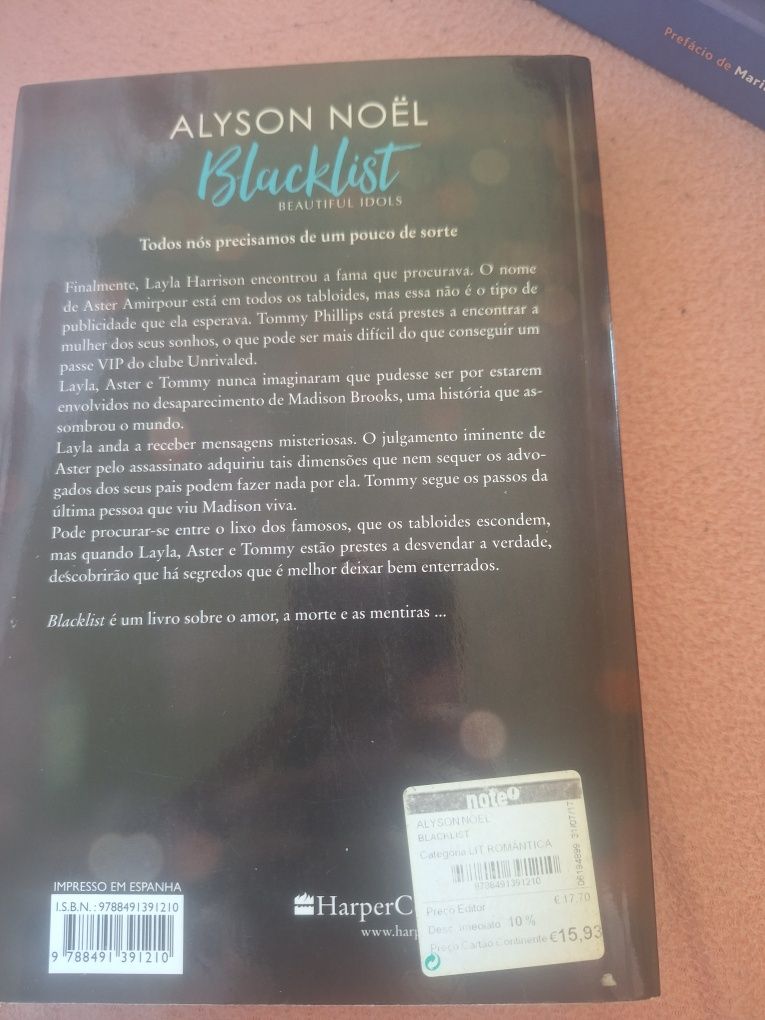 Prefácio de
ALYSON NOËL
Blacklist
BEAUTIFUL IDOLS
Todos nós precisamos de um pouco de sorte
Finalmente, Layla Harrison encontrou a fama que procurava. O nome
de Aster Amirpour está em todos os tabloides, mas essa não é o tipo de
publicidade que ela esperava. Tommy Phillips está prestes a encontrar a
mulher dos seus sonhos, o que pode ser mais difícil do que conseguir um
passe VIP do clube Unrivaled.
Layla, Aster e Tommy nunca imaginaram que pudesse ser por estarem
envolvidos no desaparecimento de Madison Brooks, uma história que as-
sombrou o mundo.
Layla anda a receber mensagens misteriosas. O julgamento iminente de
Aster pelo assassinato adquiriu tais dimensões que nem sequer os advo-
gados dos seus pais podem fazer nada por ela. Tommy segue os passos da
última pessoa que viu Madison viva.
Pode procurar-se entre o lixo dos famosos, que os tabloides escondem,
mas quando Layla, Aster e Tommy estão prestes a desvendar a verdade,
descobrirão que há segredos que é melhor deixar bem enterrados.
Blacklist é um livro sobre o amor, a morte e as mentiras ...
IMPRESSO EM ESPANHA
I.S.B.N.: 9788491391210
9 788491 391210
HarperC
www.harp
note!
ALYSON NOEL
BLACKLIST
Categoria:LIT ROMANTICA
9788491391210
06194899 31/07/17
Preço Editor € 17,70
Desc. Imediato 10 %
Preço Cartão Continente €15,93